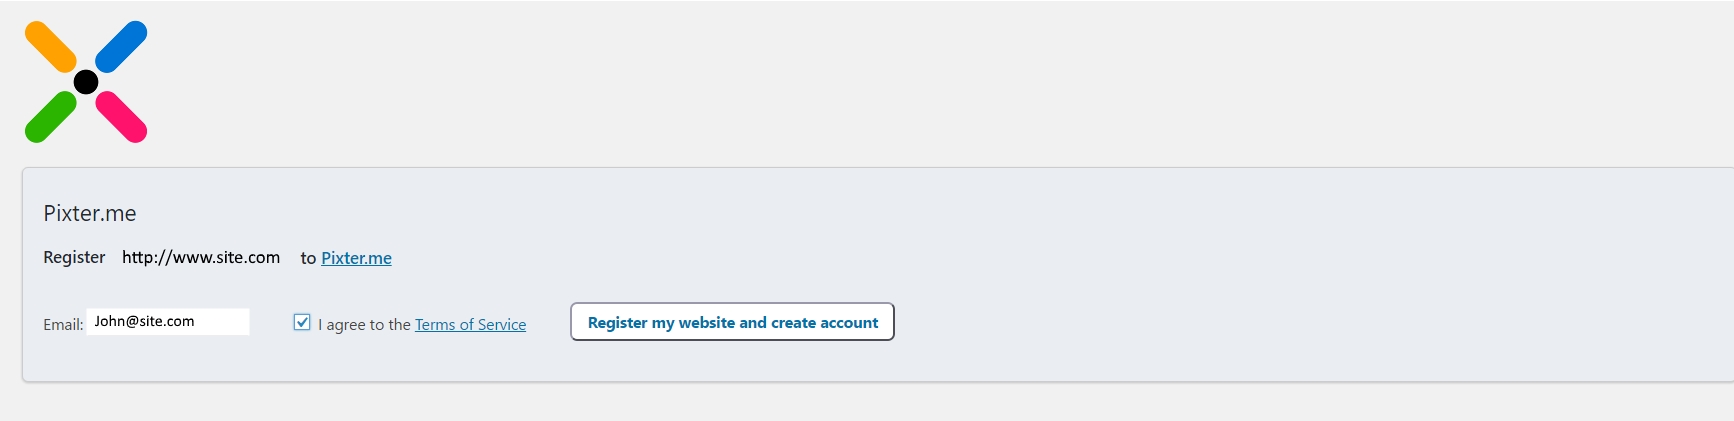 Pixter.me
Register http://www.site.com to Pixter.me
Email: John@site.com I agree to the Terms of Service Register my website and create account